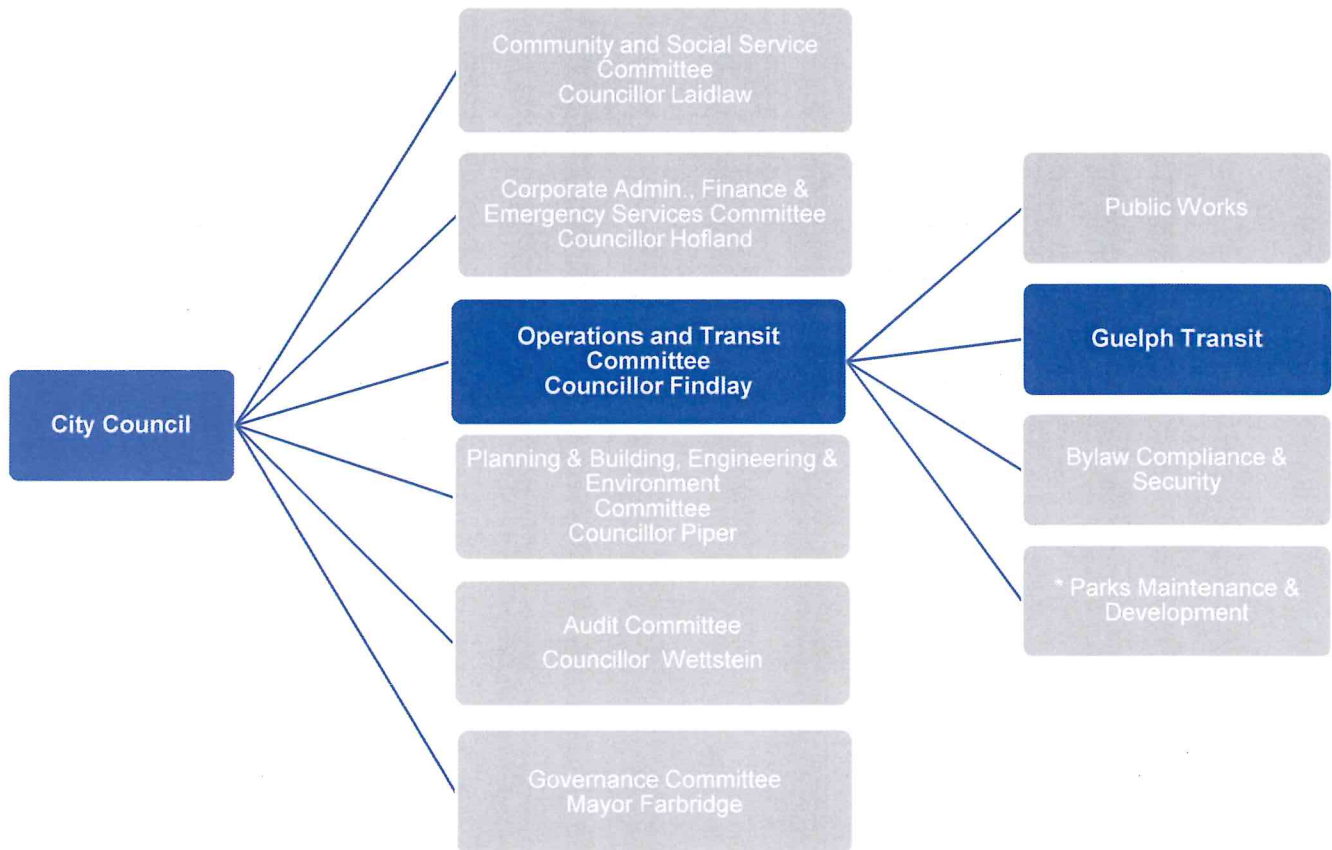 Community and Social Service
Committee
Councillor Laidlaw
Corporate Admin., Finance &
Emergency Services Committee
Councillor Hofland
Operations and Transit
Committee
Councillor Findlay
Planning & Building, Engineering &
Environment
Committee
Councillor Piper
Audit Committee
Councillor Wettstein
Governance Committee
Mayor Farbridge
City Council
Public Works
Guelph Transit
Bylaw Compliance &
Security
* Parks Maintenance &
Development